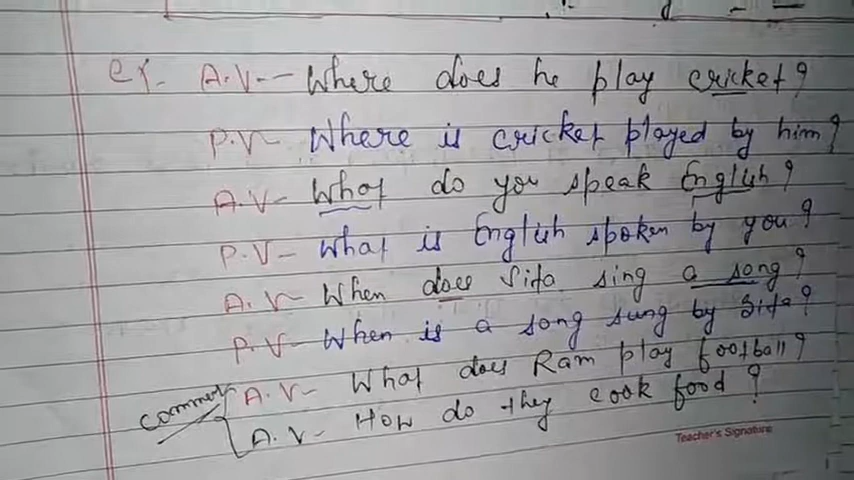 ex. A.V-- Where does he play cricket?
P.V- Where is cricket played by him?
A.V- What do you speak English?
P.V- What is English spoken by you?
A.V- When does Sita sing a song?
P.V- When is a song sung by Sita?
A.V- What does Ram play football?
A.V- How do they cook food?
Teacher's Signature